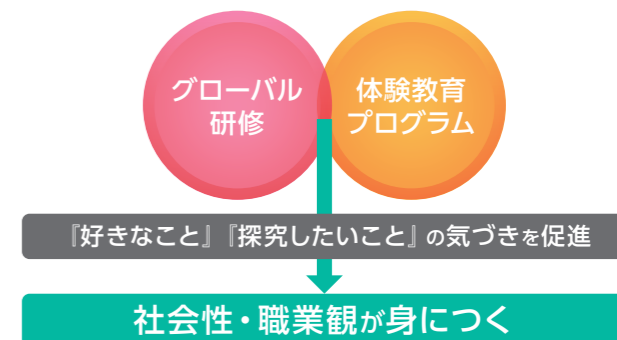 グローバル
研修
体験教育
プログラム
『好きなこと』『探究したいこと』の気づきを促進
社会性・職業観が身につく